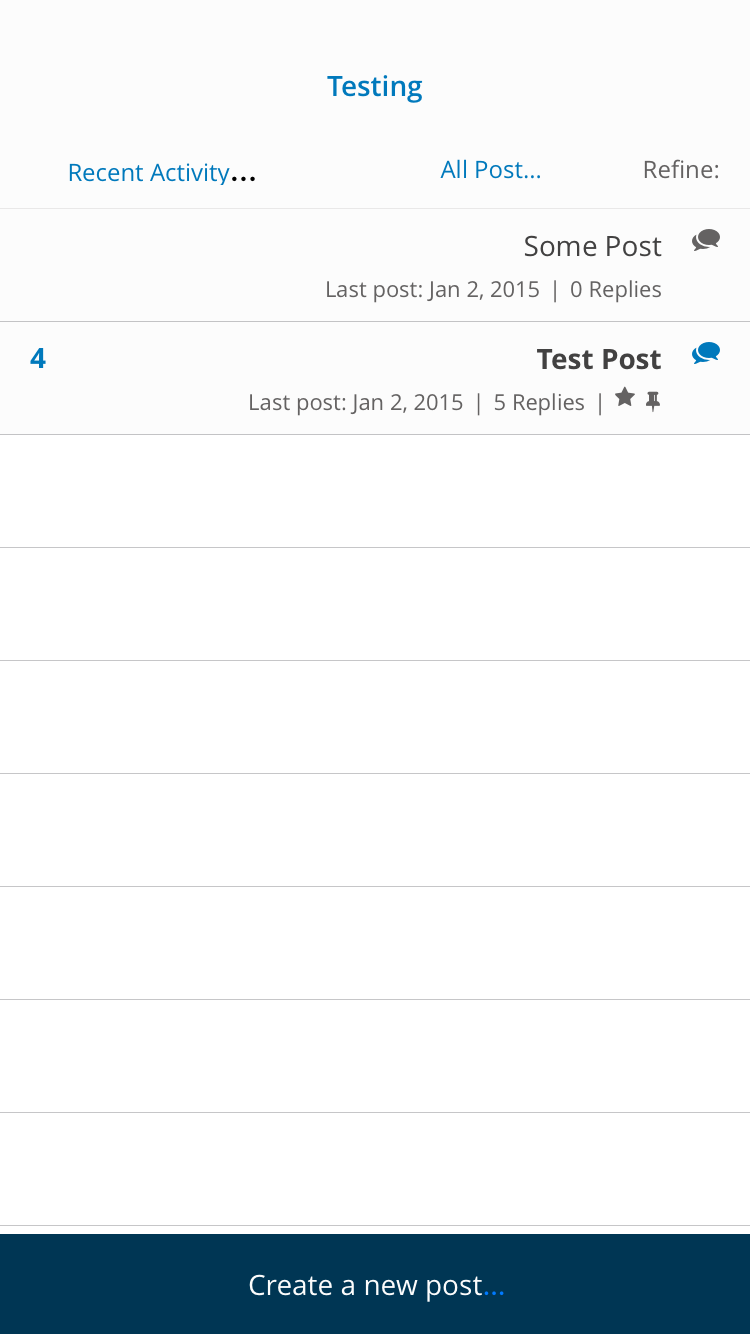 Testing
Recent Activity...
All Post...
Refine:
Some Post
Last post: Jan 2, 2015 | 0 Replies
4
Test Post
Last post: Jan 2, 2015 | 5 Replies |
Create a new post...